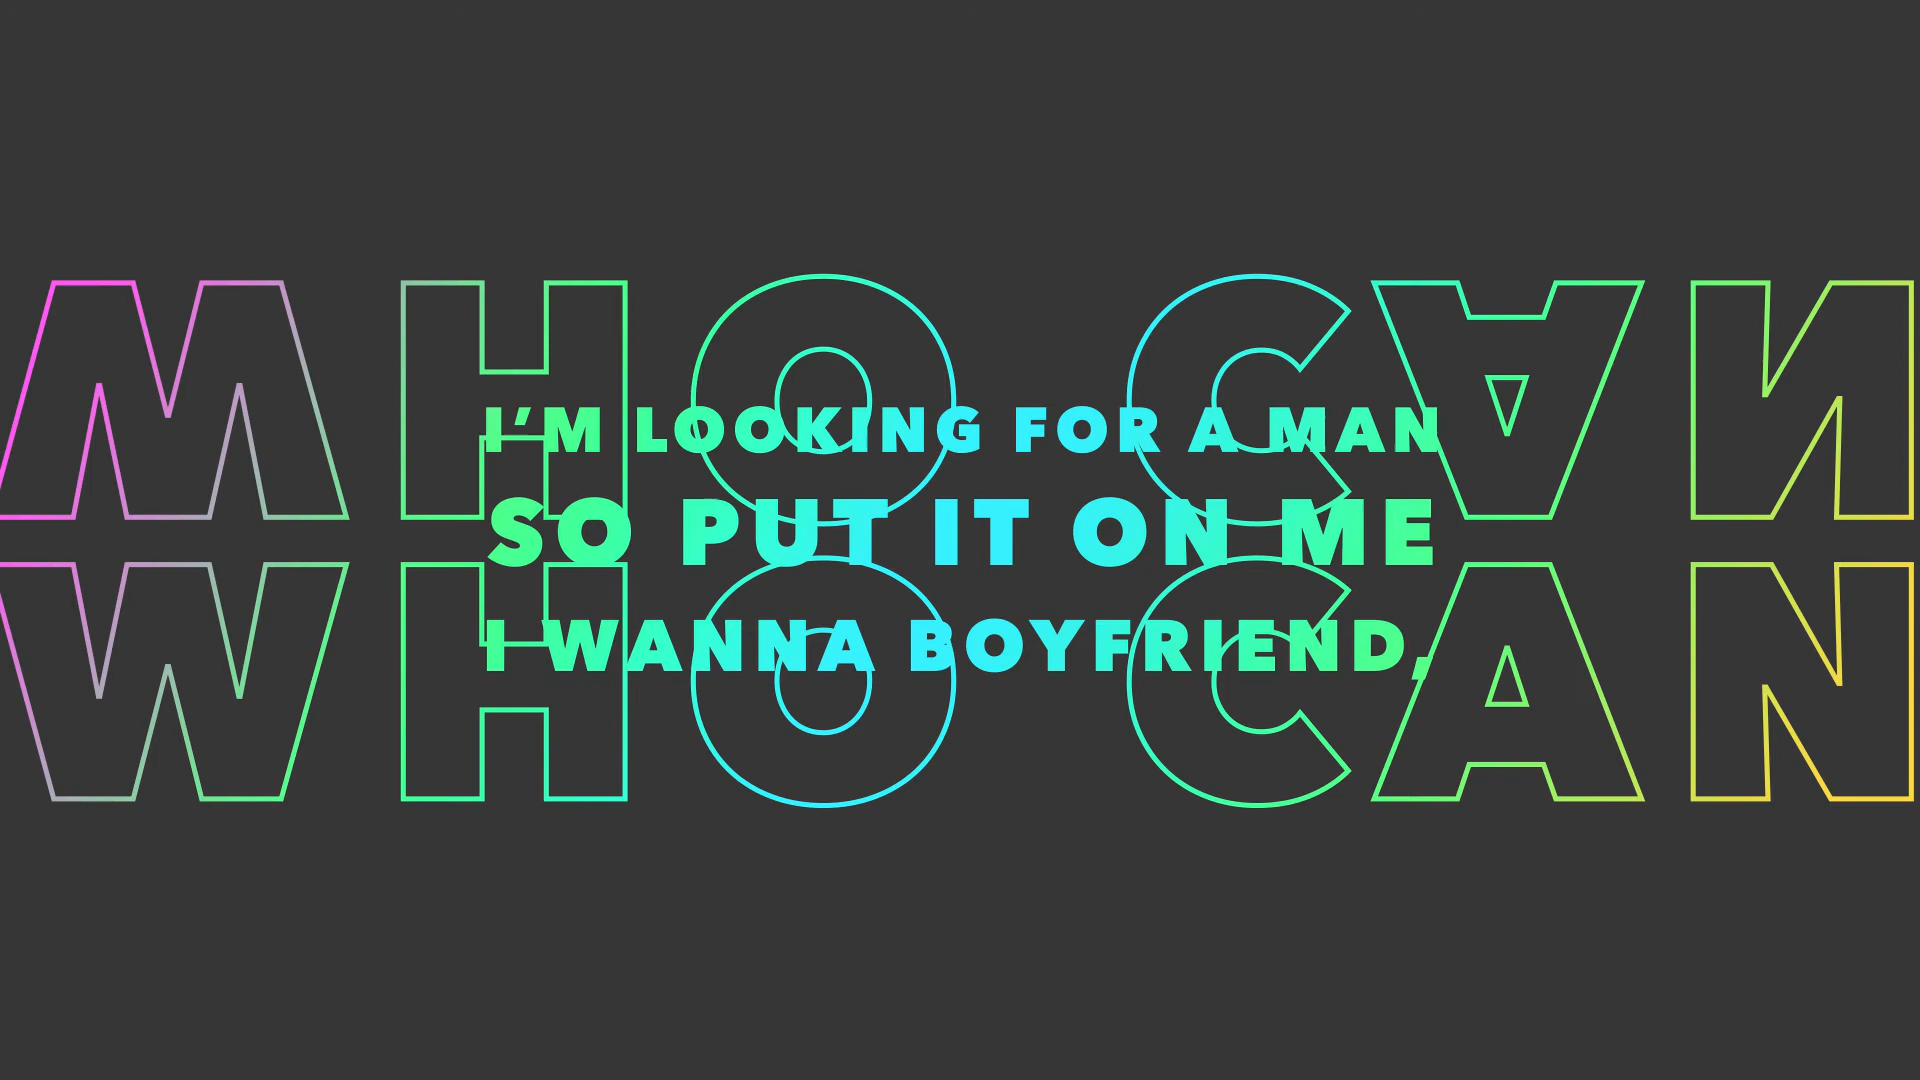 WHO CAN
I’M LOOKING FOR A MAN
SO PUT IT ON ME
I WANNA BOYFRIEND,
WHO CAN